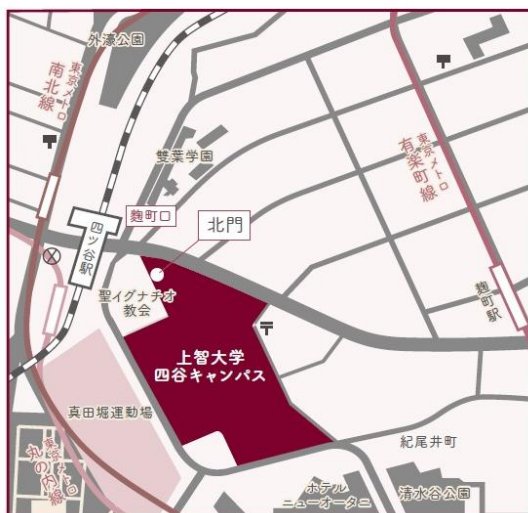 外濠公園
東京メトロ
南北線
雙葉学園
東京メトロ
有楽町線
麴町口
北門
四ツ谷駅
聖イグナチオ
教会
麴町駅
上智大学
四谷キャンパス
真田堀運動場
東京メトロ
丸の内線
紀尾井町
ホテル
ニューオータニ
清水谷公園